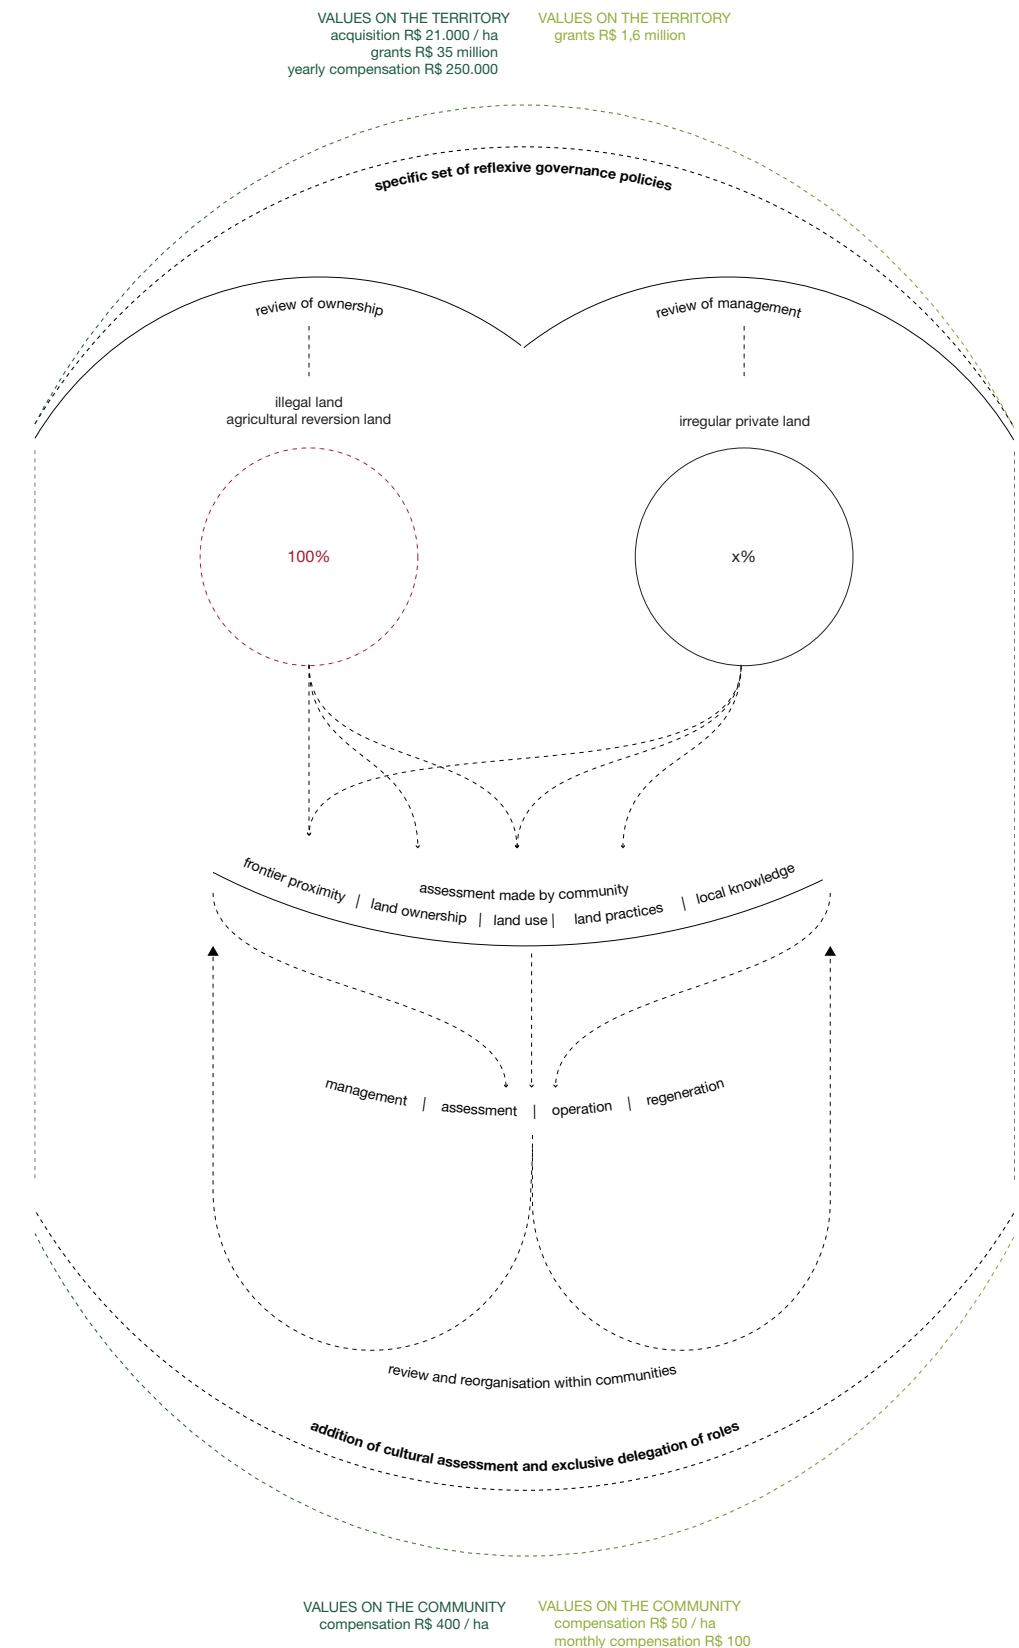 VALUES ON THE TERRITORY
acquisition R$ 21.000 / ha
grants R$ 35 million
yearly compensation R$ 250.000
VALUES ON THE TERRITORY
grants R$ 1,6 million
specific set of reflexive governance policies
review of ownership
review of management
illegal land
agricultural reversion land
irregular private land
100%
x%
assessment made by community
frontier proximity | land ownership | land use | land practices | local knowledge
management | assessment | operation | regeneration
review and reorganisation within communities
addition of cultural assessment and exclusive delegation of roles
VALUES ON THE COMMUNITY
compensation R$ 400 / ha
VALUES ON THE COMMUNITY
compensation R$ 50 / ha
monthly compensation R$ 100